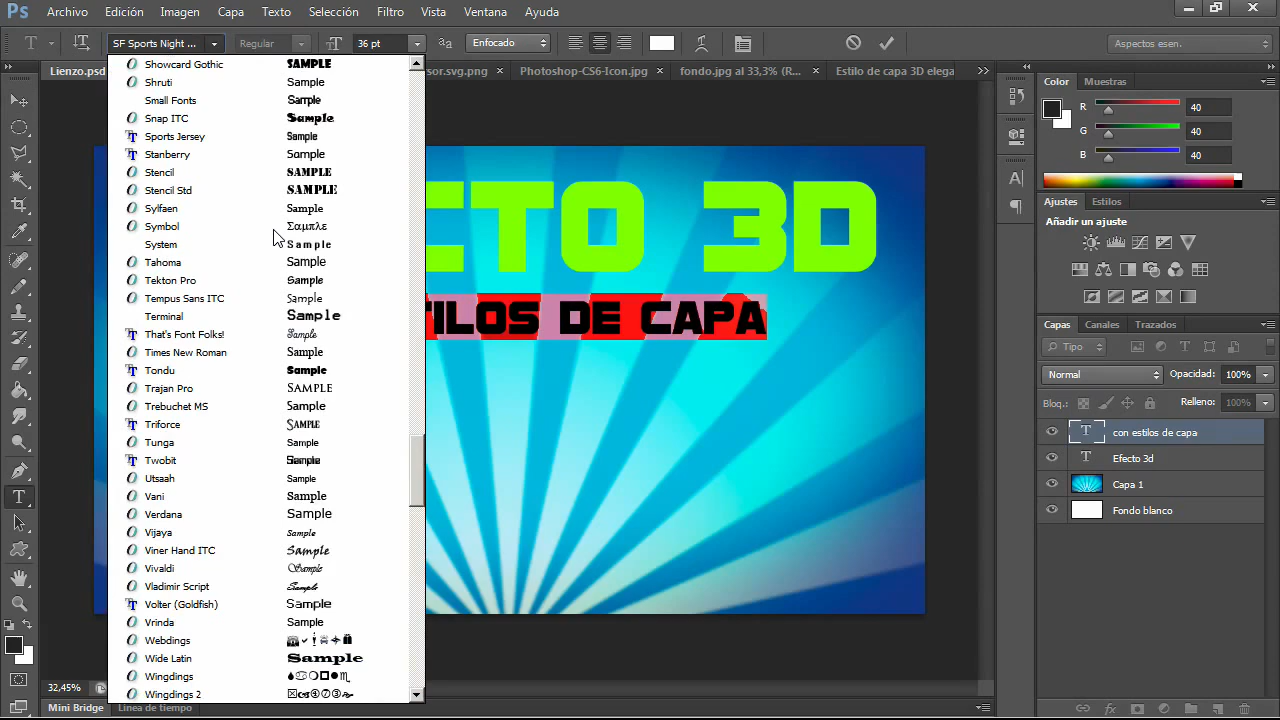 Ps Archivo Edición Imagen Capa Texto Selección Filtro Vista Ventana Ayuda
T SF Sports Night ... Regular 36 pt aa Enfocado Aspectos esen...
Lienzo.psd sor.svg.png × Photoshop-CS6-Icon.jpg × fondo.jpg al 33,3% (R... × Estilo de capa 3D elega
Showcard Gothic SAMPLE
Shruti Sample
Small Fonts Sample
Snap ITC Sample
Sports Jersey Sample
Stanberry Sample
Stencil SAMPLE
Stencil Std SAMPLE
Sylfaen Sample
Symbol Σαμπλε
System Sample
Tahoma Sample
Tekton Pro Sample
Tempus Sans ITC Sample
Terminal Sample
That's Font Folks! Sample
Times New Roman Sample
Tondu Sample
Trajan Pro SAMPLE
Trebuchet MS Sample
Triforce SAMPLE
Tunga Sample
Twobit Sample
Utsaah Sample
Vani Sample
Verdana Sample
Vijaya Sample
Viner Hand ITC Sample
Vivaldi Sample
Vladimir Script Sample
Volter (Goldfish) Sample
Vrinda Sample
Webdings
Wide Latin Sample
Wingdings
Wingdings 2
CTO 3D
TILOS DE CAPA
Color Muestras
R 40
G 40
B 40
Ajustes Estilos
Añadir un ajuste
Capas Canales Trazados
Tipo
Normal Opacidad: 100%
Bloq.: Relleno: 100%
con estilos de capa
Efecto 3d
Capa 1
Fondo blanco
32,45%
Mini Bridge Línea de tiempo